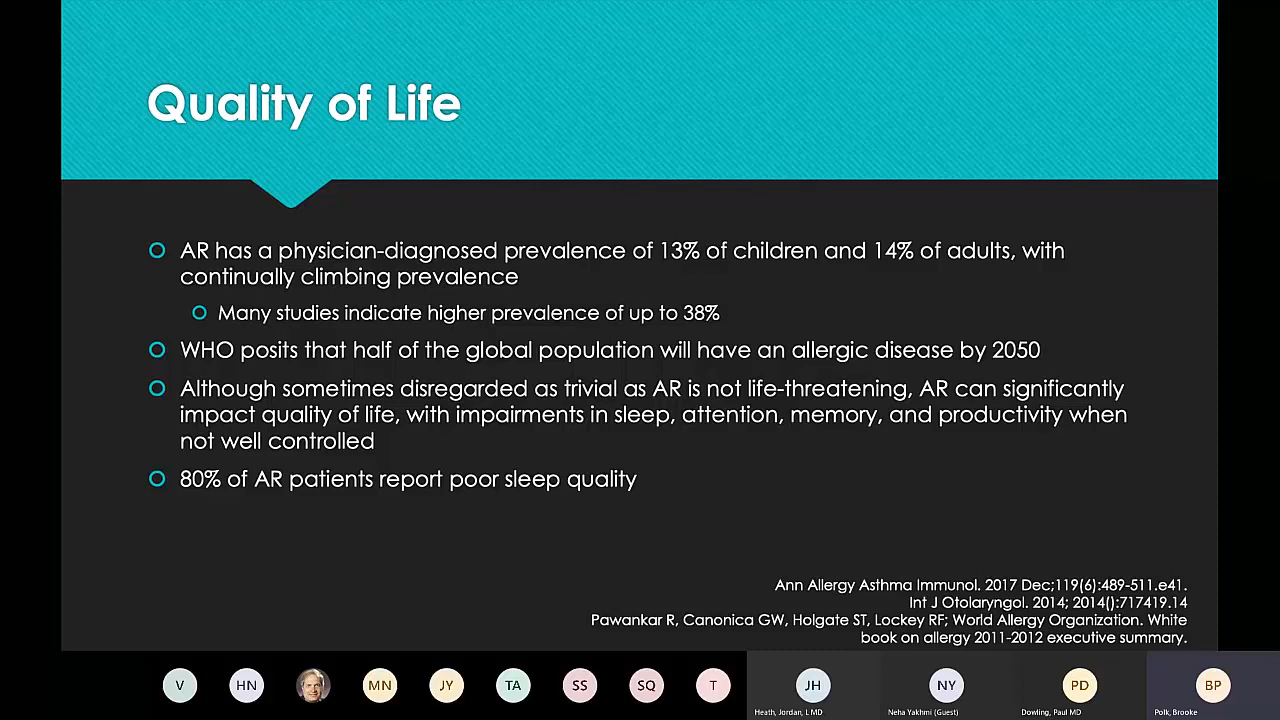 Quality of Life
AR has a physician-diagnosed prevalence of 13% of children and 14% of adults, with
continually climbing prevalence
Many studies indicate higher prevalence of up to 38%
WHO posits that half of the global population will have an allergic disease by 2050
Although sometimes disregarded as trivial as AR is not life-threatening, AR can significantly
impact quality of life, with impairments in sleep, attention, memory, and productivity when
not well controlled
80% of AR patients report poor sleep quality
Ann Allergy Asthma Immunol. 2017 Dec;119(6):489-511.e41.
Int J Otolaryngol. 2014; 2014():717419.14
Pawankar R, Canonica GW, Holgate ST, Lockey RF; World Allergy Organization. White
book on allergy 2011-2012 executive summary.
V HN MN JY TA SS SQ T JH NY PD BP
Heath, Jordan, L MD Neha Yakhmi (Guest) Dowling, Paul MD Polk, Brooke